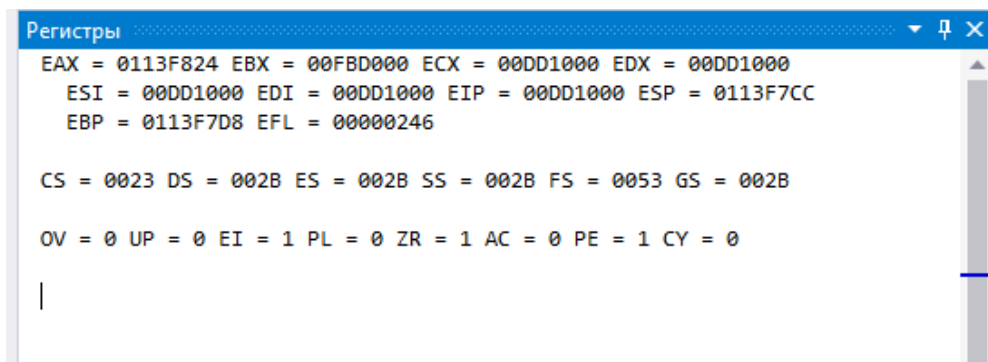 Регистры
EAX = 0113F824 EBX = 00FBD000 ECX = 00DD1000 EDX = 00DD1000
ESI = 00DD1000 EDI = 00DD1000 EIP = 00DD1000 ESP = 0113F7CC
EBP = 0113F7D8 EFL = 00000246
CS = 0023 DS = 002B ES = 002B SS = 002B FS = 0053 GS = 002B
OV = 0 UP = 0 EI = 1 PL = 0 ZR = 1 AC = 0 PE = 1 CY = 0